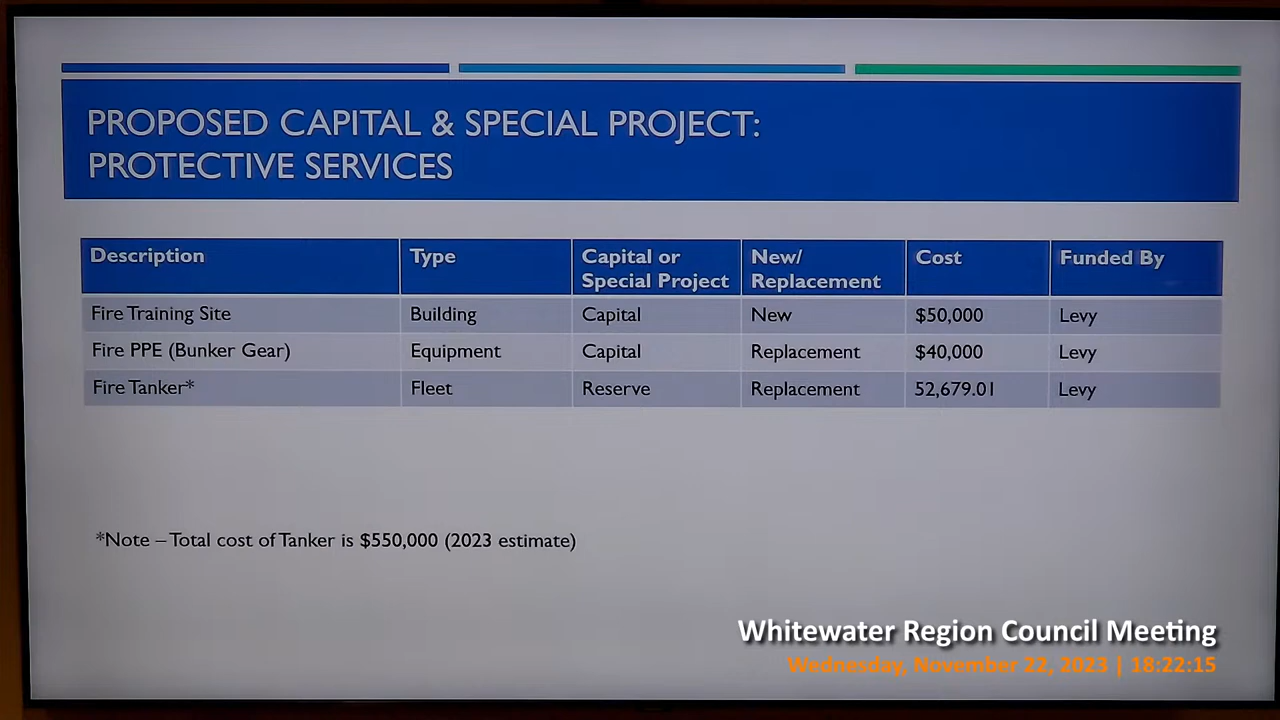 PROPOSED CAPITAL & SPECIAL PROJECT:
PROTECTIVE SERVICES
Description Type Capital or Special Project New/ Replacement Cost Funded By
Fire Training Site Building Capital New $50,000 Levy
Fire PPE (Bunker Gear) Equipment Capital Replacement $40,000 Levy
Fire Tanker* Fleet Reserve Replacement 52,679.01 Levy
*Note – Total cost of Tanker is $550,000 (2023 estimate)
Whitewater Region Council Meeting
Wednesday, November 22, 2023 | 18:22:15